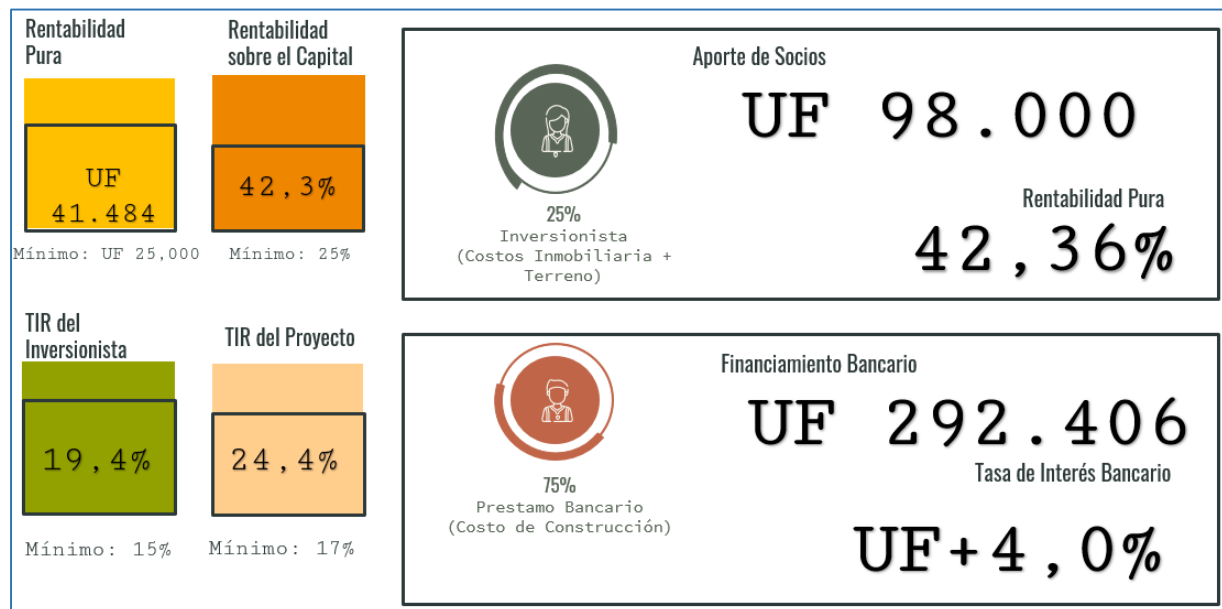 Rentabilidad
Pura
UF
41.484
Mínimo: UF 25,000
Rentabilidad
sobre el Capital
42,3%
Mínimo: 25%
TIR del
Inversionista
19,4%
Mínimo: 15%
TIR del Proyecto
24,4%
Mínimo: 17%
25%
Inversionista
(Costos Inmobiliaria +
Terreno)
Aporte de Socios
UF 98.000
Rentabilidad Pura
42,36%
75%
Prestamo Bancario
(Costo de Construcción)
Financiamiento Bancario
UF 292.406
Tasa de Interés Bancario
UF+4,0%